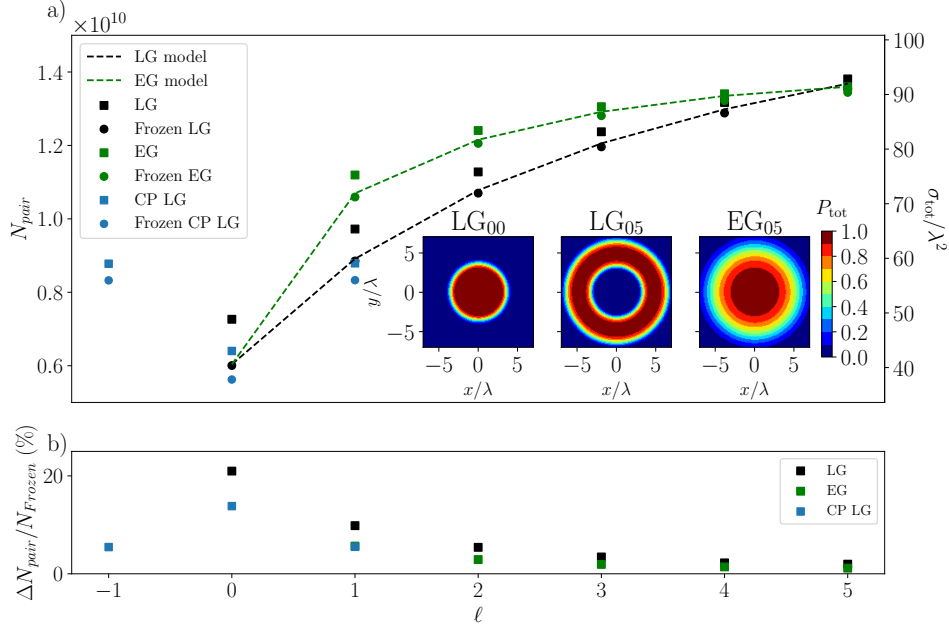 a)
×10^10
LG model
EG model
LG
Frozen LG
EG
Frozen EG
CP LG
Frozen CP LG
N_pair
1.4
1.2
1.0
0.8
0.6
100
90
80
70
60
50
40
σ_tot/λ^2
LG_00
LG_05
EG_05
P_tot
y/λ
5
0
−5
−5 0 5
−5 0 5
−5 0 5
x/λ
x/λ
x/λ
1.0
0.8
0.6
0.4
0.2
0.0
b)
ΔN_pair/N_Frozen (%)
20
0
LG
EG
CP LG
−1 0 1 2 3 4 5
ℓ